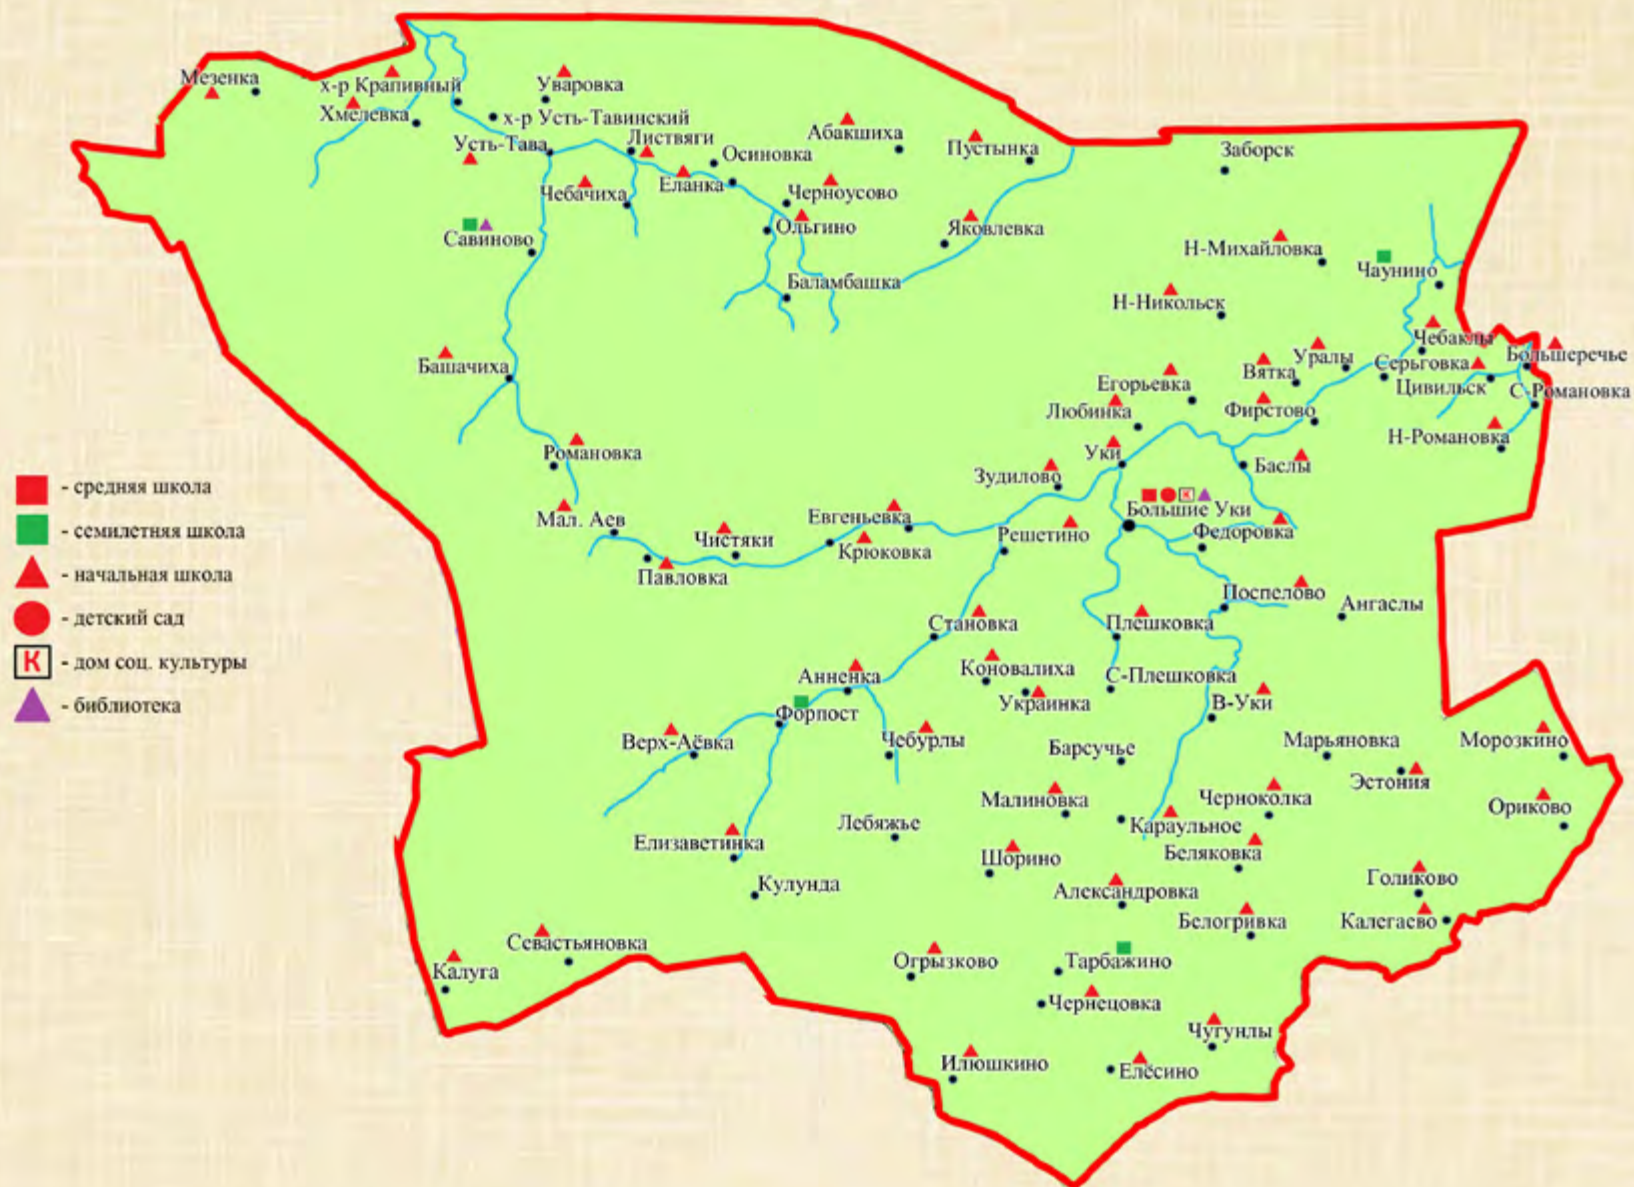 Мезенка
х-р Крапивный
Уваровка
Хмелевка
х-р Усть-Тавинский
Усть-Тава
Листвяги
Осиновка
Абакшиха
Пустынка
Заборск
Чебачиха
Еланка
Черноусово
Савиново
Ольгино
Яковлевка
Н-Михайловка
Чаунино
Баламбашка
Н-Никольск
Чебаклы
Башачиха
Егорьевка
Вятка
Уралы
Серьговка
Большеречье
Цивильск
С-Романовка
Любинка
Фирстово
Н-Романовка
Романовка
Зудилово
Уки
Баслы
- средняя школа
- семилетняя школа
- начальная школа
- детский сад
К - дом соц. культуры
- библиотека
Мал. Аев
Чистяки
Евгеньевка
К
Большие Уки
Крюковка
Решетино
Федоровка
Павловка
Поспелово
Ангаслы
Становка
Плешковка
Анненка
Коновалиха
С-Плешковка
Украинка
В-Уки
Форпост
Верх-Аёвка
Чебурлы
Барсучье
Марьяновка
Морозкино
Эстония
Малиновка
Черноколка
Ориково
Лебяжье
Караульное
Елизаветинка
Шорино
Беляковка
Кулунда
Александровка
Голиково
Белогривка
Калегаево
Севастьяновка
Калуга
Огрызково
Тарбажино
Чернецовка
Чугунлы
Илюшкино
Елёсино